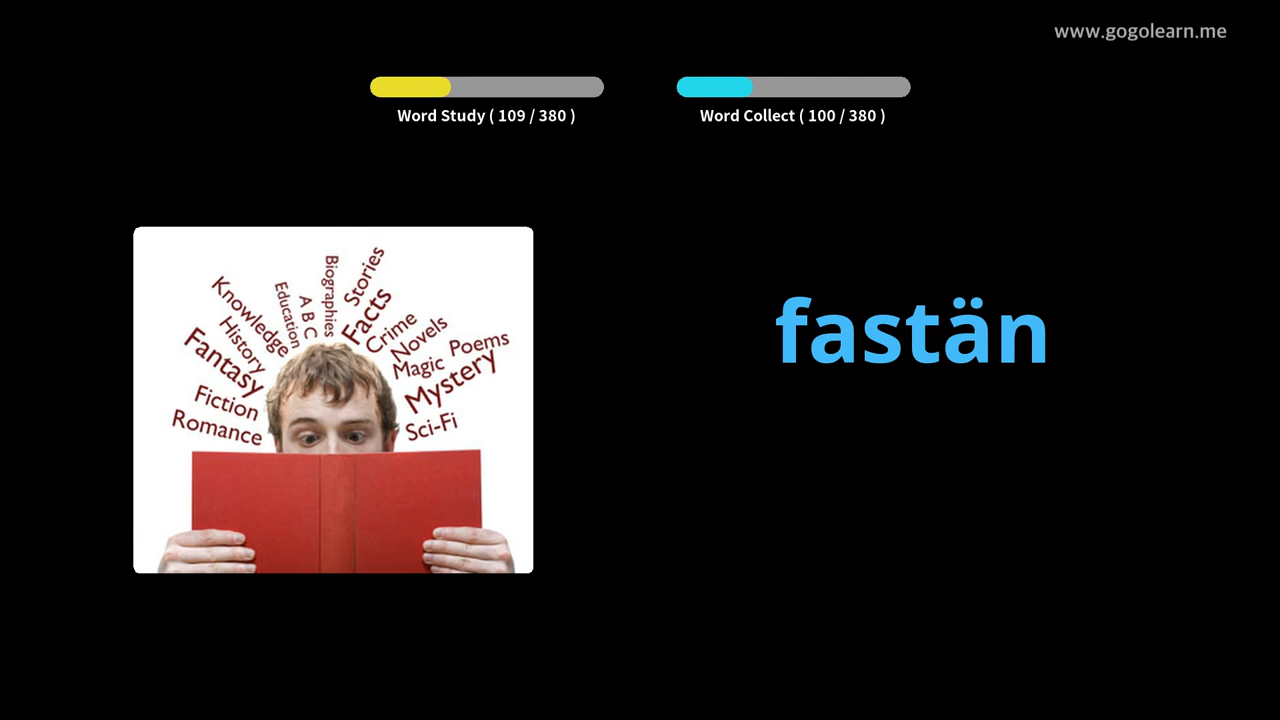 www.gogolearn.me
Word Study ( 109 / 380 )
Word Collect ( 100 / 380 )
fastän
Biographies
Stories
Education
A B C
Facts
Knowledge
History
Crime
Novels
Fantasy
Magic
Poems
Mystery
Fiction
Romance
Sci-Fi